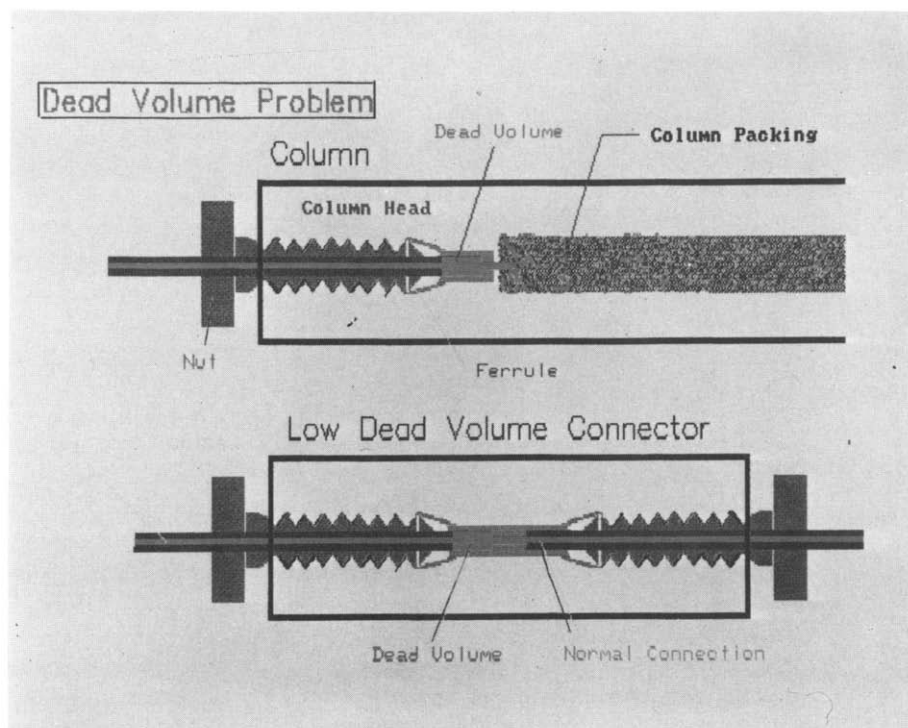 Dead Volume Problem
Dead Volume
Column Packing
Column
Column Head
Nut
Ferrule
Low Dead Volume Connector
Dead Volume
Normal Connection